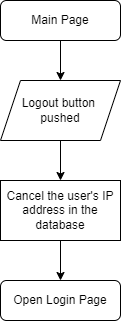 Main Page
Logout button
pushed
Cancel the user's IP
address in the
database
Open Login Page